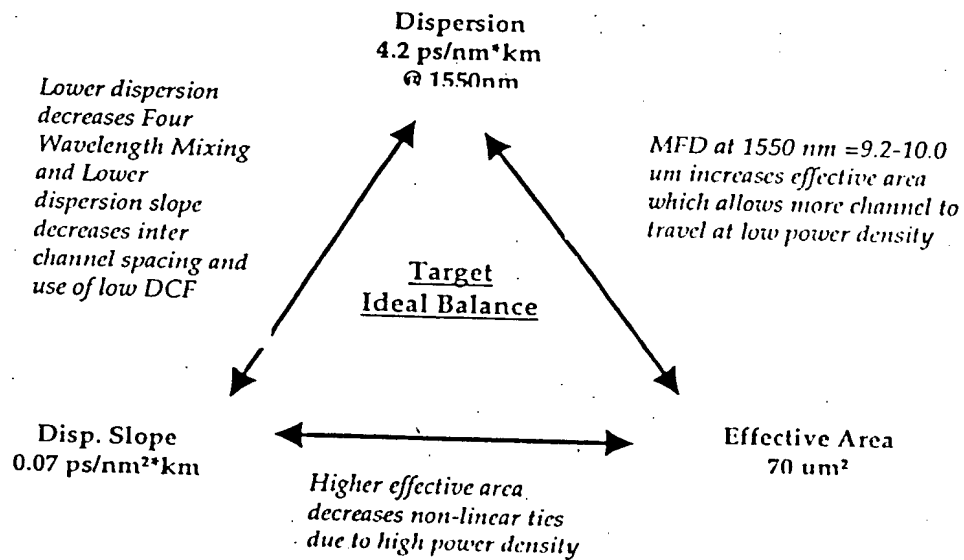 Dispersion
4.2 ps/nm*km
@ 1550nm
Lower dispersion
decreases Four
Wavelength Mixing
and Lower
dispersion slope
decreases inter
channel spacing and
use of low DCF
MFD at 1550 nm =9.2-10.0
um increases effective area
which allows more channel to
travel at low power density
Target
Ideal Balance
Disp. Slope
0.07 ps/nm²*km
Effective Area
70 um²
Higher effective area
decreases non-linear ties
due to high power density